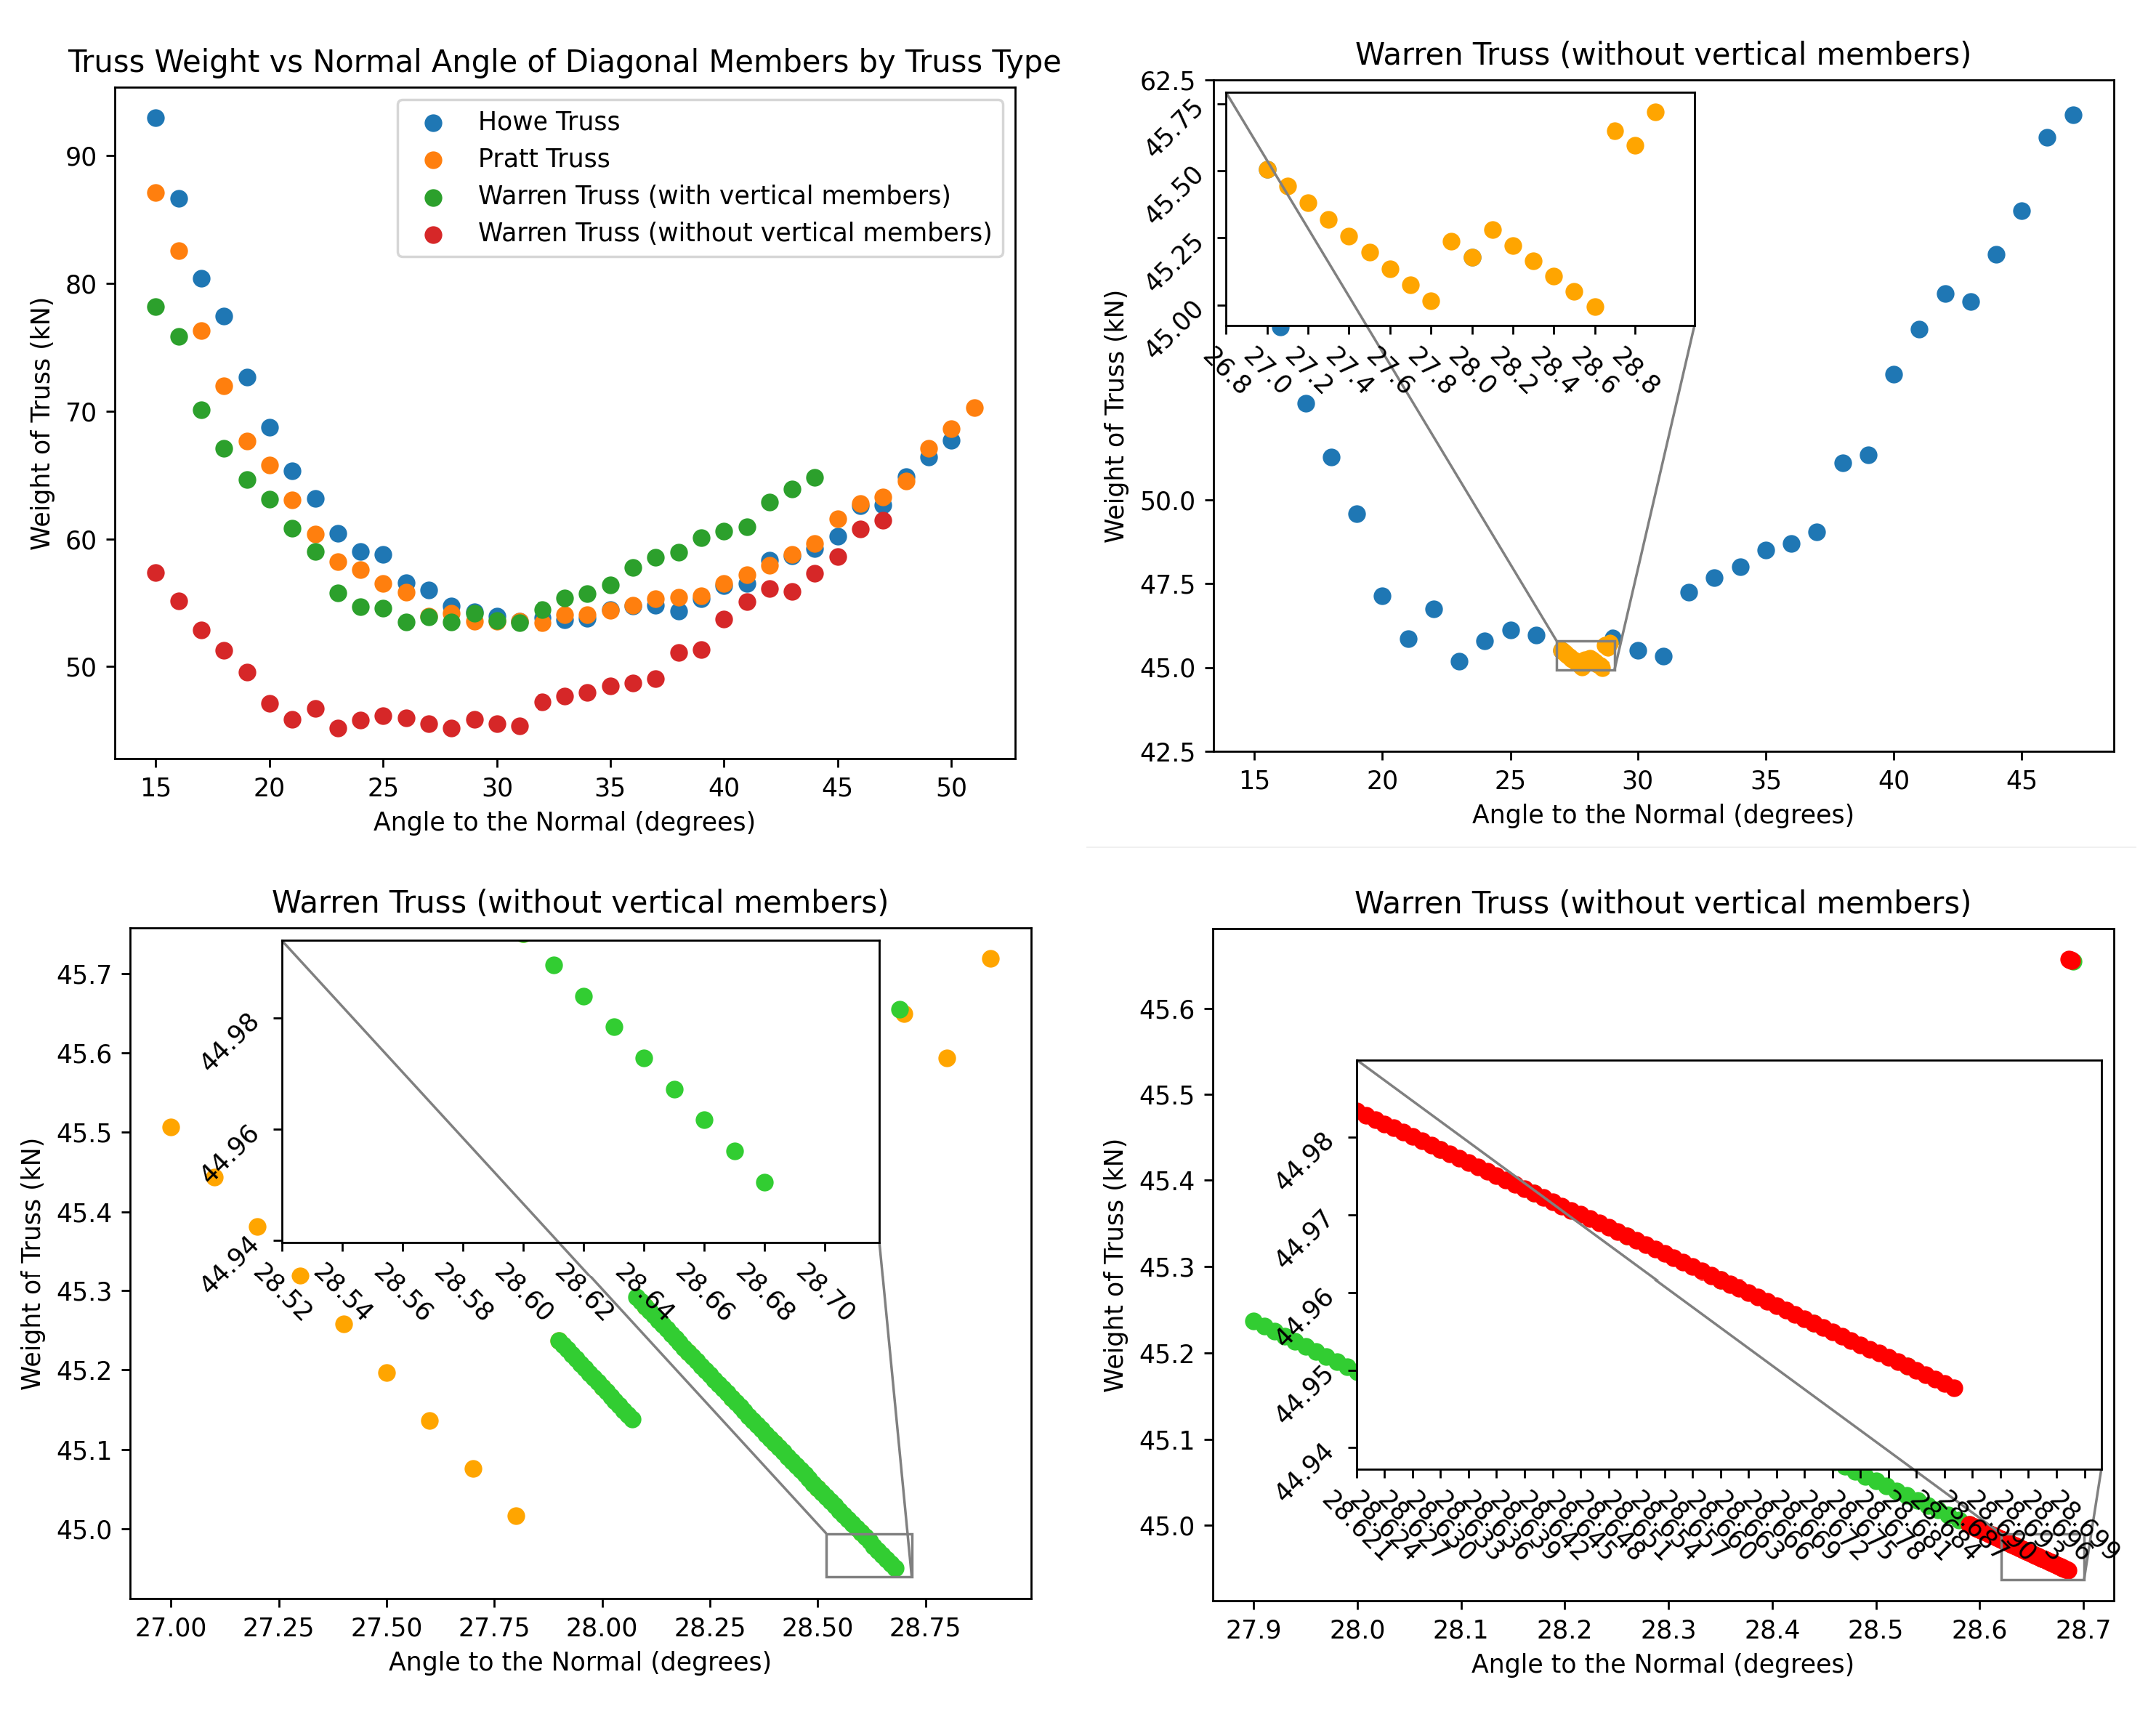 Truss Weight vs Normal Angle of Diagonal Members by Truss Type
Howe Truss
Pratt Truss
Warren Truss (with vertical members)
Warren Truss (without vertical members)
90
80
70
60
50
Weight of Truss (kN)
15 20 25 30 35 40 45 50
Angle to the Normal (degrees)
Warren Truss (without vertical members)
62.5
50.0
47.5
45.0
42.5
Weight of Truss (kN)
45.75
45.50
45.25
45.00
26.8 27.0 27.2 27.4 27.6 27.8 28.0 28.2 28.4 28.6 28.8
15 20 25 30 35 40 45
Angle to the Normal (degrees)
Warren Truss (without vertical members)
45.7
45.6
45.5
45.4
45.3
45.2
45.1
45.0
Weight of Truss (kN)
44.98
44.96
44.94
28.52 28.54 28.56 28.58 28.60 28.62 28.64 28.66 28.68 28.70
27.00 27.25 27.50 27.75 28.00 28.25 28.50 28.75
Angle to the Normal (degrees)
Warren Truss (without vertical members)
45.6
45.5
45.4
45.3
45.2
45.1
45.0
Weight of Truss (kN)
44.98
44.97
44.96
44.95
44.94
27.9 28.0 28.1 28.2 28.3 28.4 28.5 28.6 28.7
Angle to the Normal (degrees)